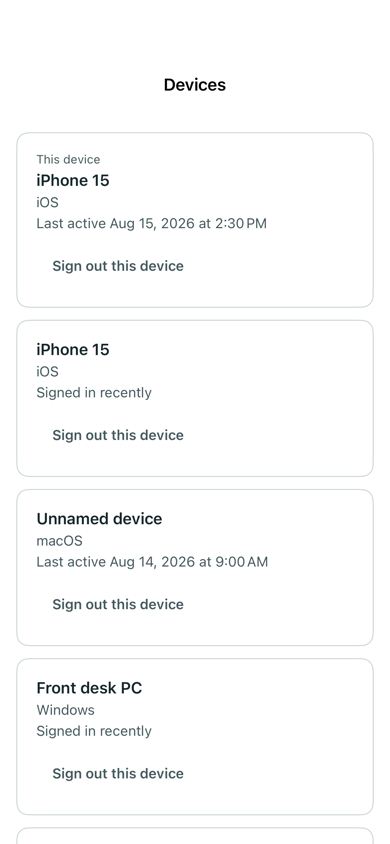 Devices
This device
iPhone 15
iOS
Last active Aug 15, 2026 at 2:30 PM
Sign out this device
iPhone 15
iOS
Signed in recently
Sign out this device
Unnamed device
macOS
Last active Aug 14, 2026 at 9:00 AM
Sign out this device
Front desk PC
Windows
Signed in recently
Sign out this device